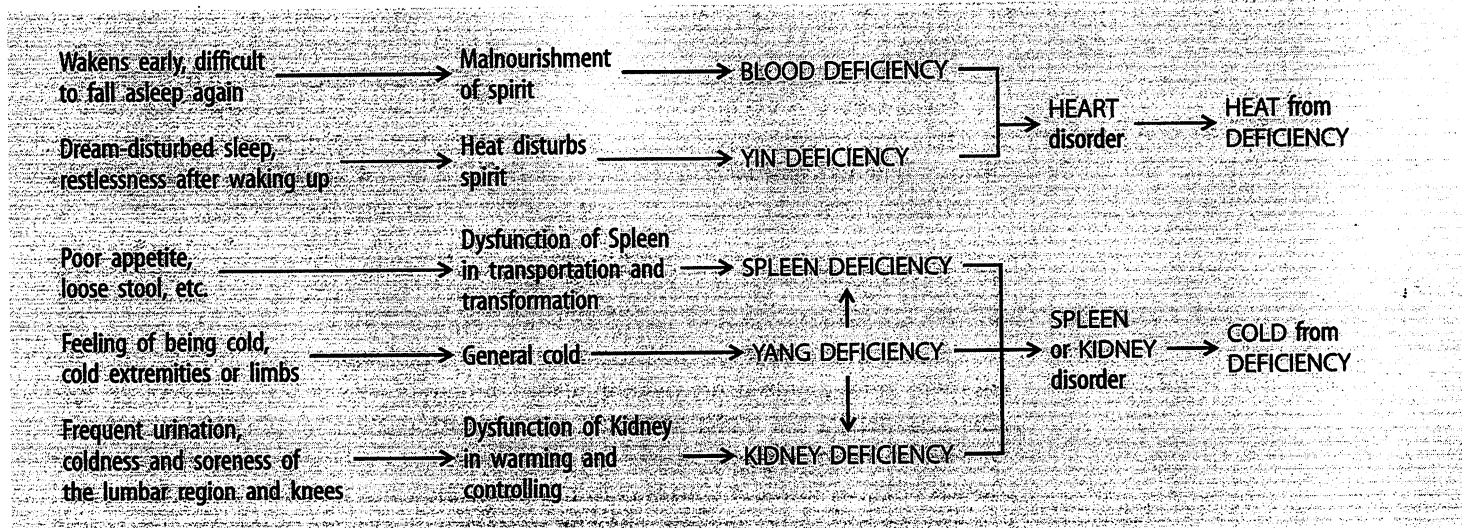 Wakens early, difficult
to fall asleep again
Malnourishment
of spirit
BLOOD DEFICIENCY
HEART
disorder
HEAT from
DEFICIENCY
Dream-disturbed sleep,
restlessness after waking up
Heat disturbs
spirit
YIN DEFICIENCY
Poor appetite,
loose stool, etc.
Dysfunction of Spleen
in transportation and
transformation
SPLEEN DEFICIENCY
Feeling of being cold,
cold extremities or limbs
General cold
YANG DEFICIENCY
SPLEEN
or KIDNEY
disorder
COLD from
DEFICIENCY
Frequent urination,
coldness and soreness of
the lumbar region and knees
Dysfunction of Kidney
in warming and
controlling
KIDNEY DEFICIENCY